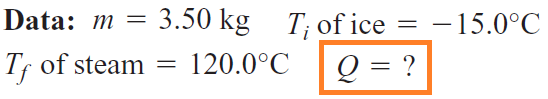 Data: m = 3.50 kg T_i of ice = −15.0°C
T_f of steam = 120.0°C Q = ?